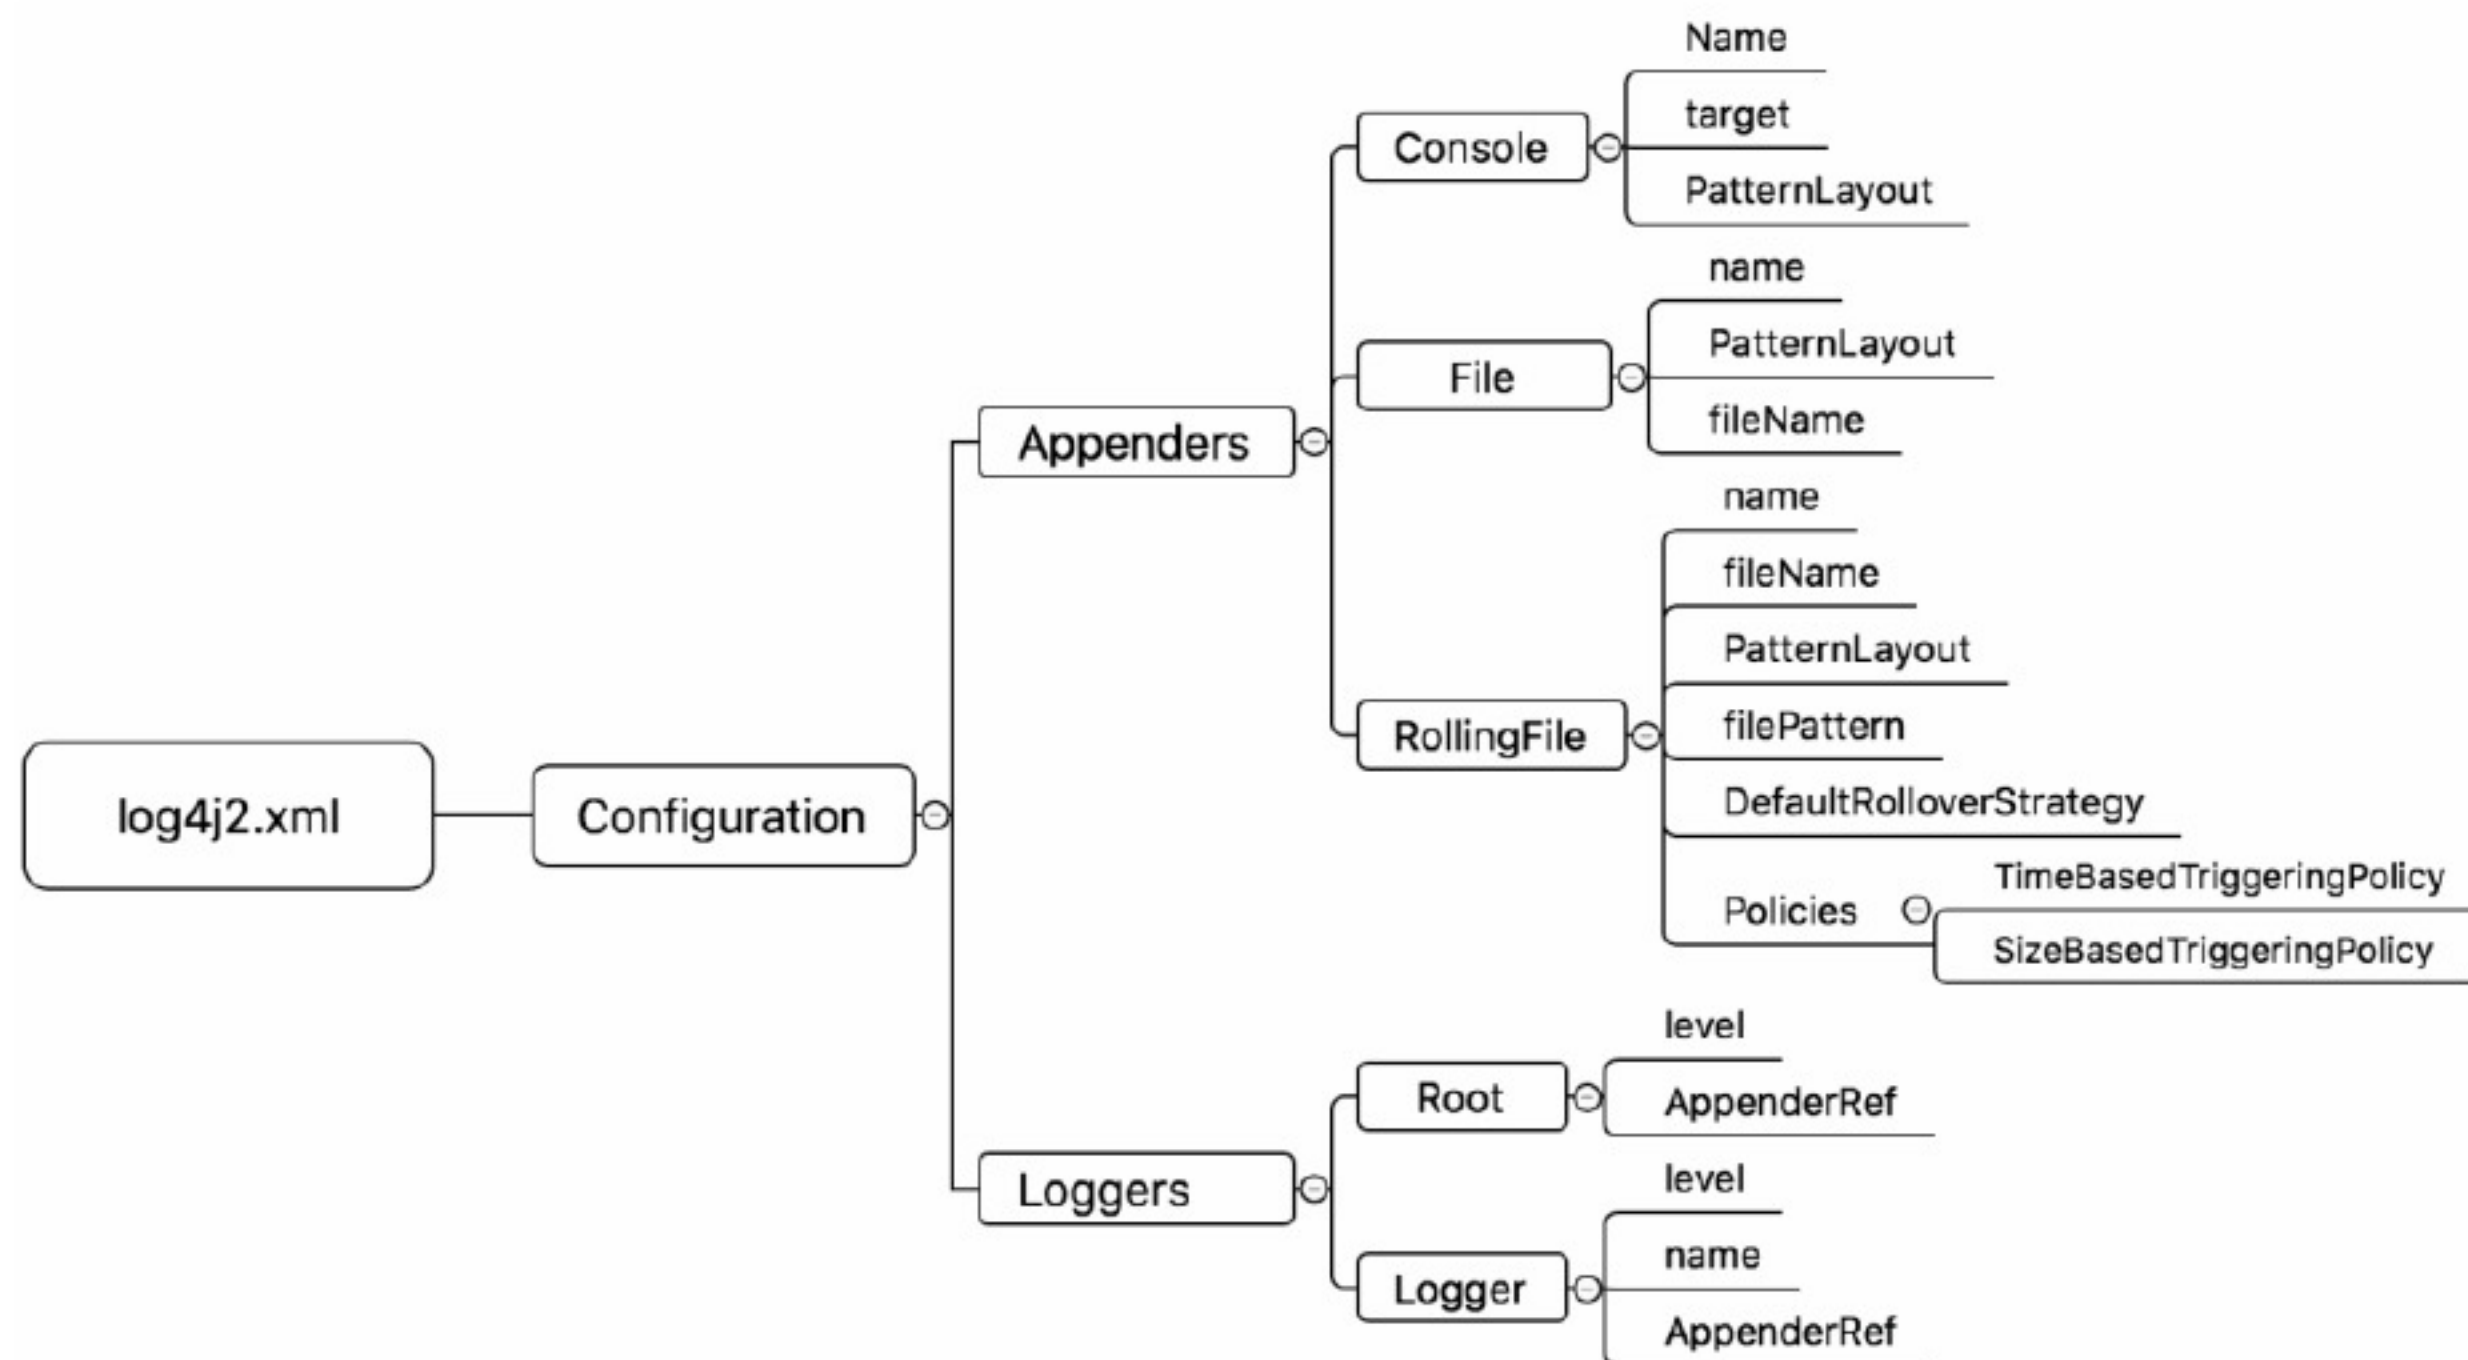 Name
target
Console
PatternLayout
name
PatternLayout
File
fileName
Appenders
name
fileName
PatternLayout
filePattern
RollingFile
DefaultRolloverStrategy
log4j2.xml
Configuration
TimeBasedTriggeringPolicy
Policies
SizeBasedTriggeringPolicy
level
Root
AppenderRef
Loggers
level
name
Logger
AppenderRef